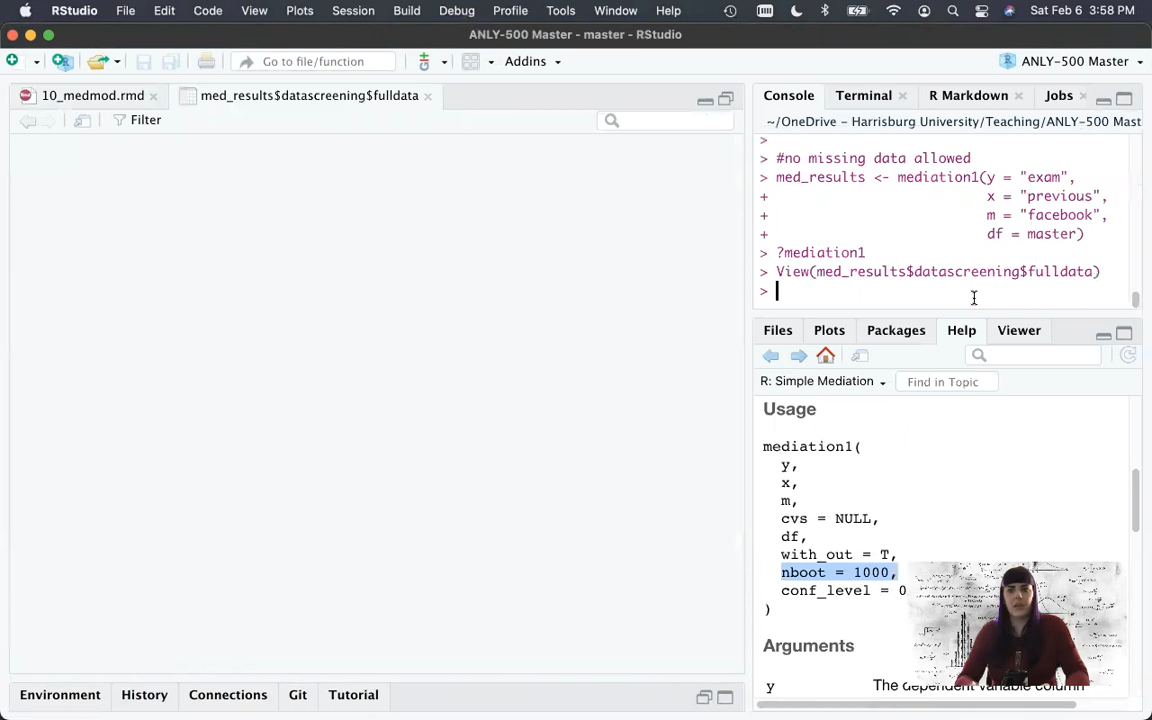 RStudio File Edit Code View Plots Session Build Debug Profile Tools Window Help Sat Feb 6 3:58 PM
ANLY-500 Master - master - RStudio
Go to file/function Addins ANLY-500 Master
10_medmod.rmd med_results$datascreening$fulldata
Filter
Console Terminal R Markdown Jobs
~/OneDrive - Harrisburg University/Teaching/ANLY-500 Mast
>
> #no missing data allowed
> med_results <- mediation1(y = "exam",
+ x = "previous",
+ m = "facebook",
+ df = master)
> ?mediation1
> View(med_results$datascreening$fulldata)
>
Files Plots Packages Help Viewer
R: Simple Mediation Find in Topic
Usage
mediation1(
y,
x,
m,
cvs = NULL,
df,
with_out = T,
nboot = 1000,
conf_level = 0
)
Arguments
y The dependent variable column
Environment History Connections Git Tutorial